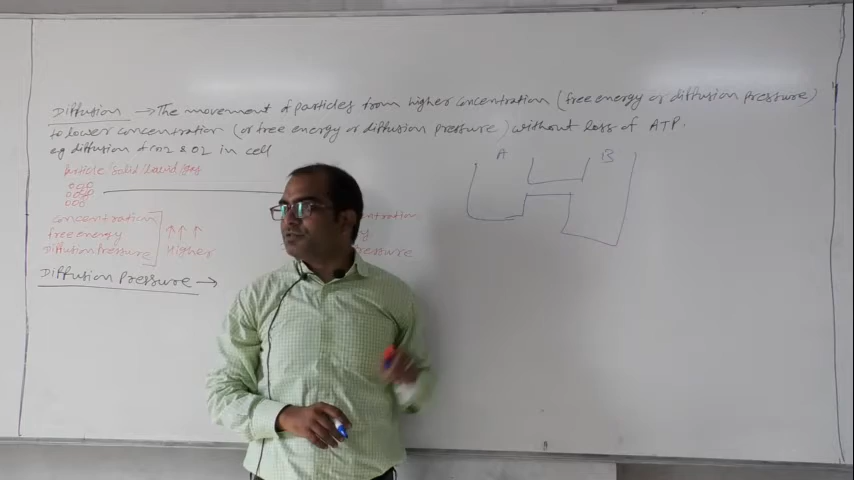 Diffusion → The movement of particles from higher concentration (free energy or diffusion pressure)
to lower concentration (or free energy or diffusion pressure) without loss of ATP.
eg diffusion of CO2 & O2 in cell
A B
particle/solid/liquid/gas
concentration
free energy
Diffusion Pressure
↑↑↑
Higher
Diffusion Pressure →